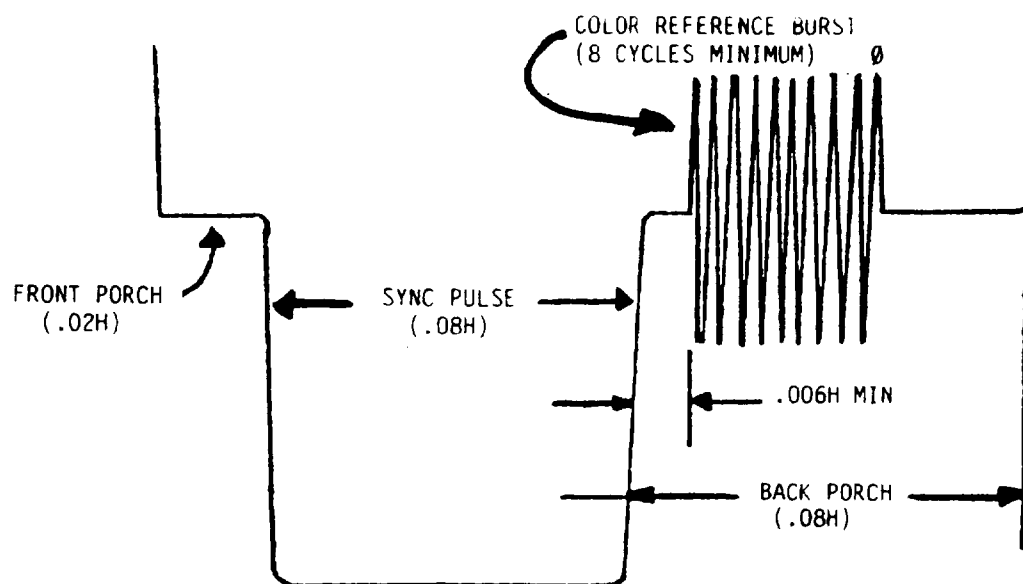 COLOR REFERENCE BURST
(8 CYCLES MINIMUM) Ø
FRONT PORCH
(.02H)
SYNC PULSE
(.08H)
.006H MIN
BACK PORCH
(.08H)